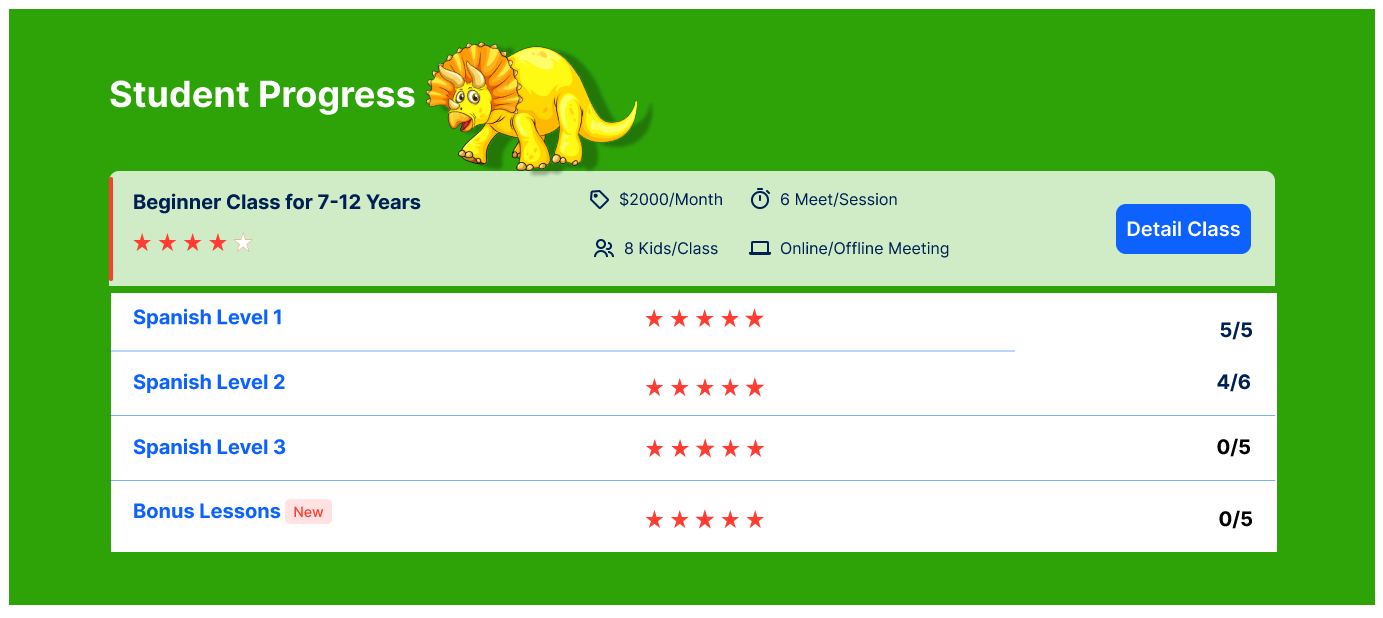 Student Progress
Beginner Class for 7-12 Years
$2000/Month
6 Meet/Session
8 Kids/Class
Online/Offline Meeting
Detail Class
Spanish Level 1
5/5
Spanish Level 2
4/6
Spanish Level 3
0/5
Bonus Lessons New
0/5